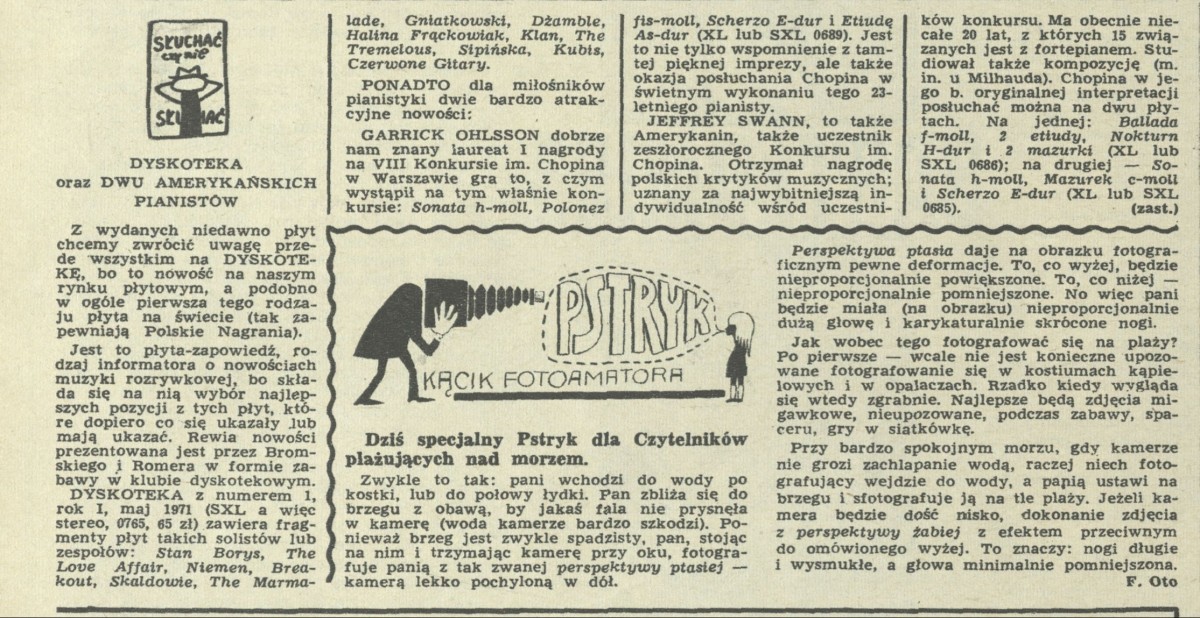 SŁUCHAĆ
czy nie
SŁUCHAĆ
DYSKOTEKA
oraz DWU AMERYKAŃSKICH
PIANISTÓW
Z wydanych niedawno płyt
chcemy zwrócić uwagę prze-
de wszystkim na DYSKOTE-
KĘ, bo to nowość na naszym
rynku płytowym, a podobno
w ogóle pierwsza tego rodza-
ju płyta na świecie (tak za-
pewniają Polskie Nagrania).
Jest to płyta-zapowiedź, ro-
dzaj informatora o nowościach
muzyki rozrywkowej, bo skła-
da się na nią wybór najlep-
szych pozycji z tych płyt, któ-
re dopiero co się ukazały lub
mają ukazać. Rewia nowości
prezentowana jest przez Brom-
skiego i Romera w formie za-
bawy w klubie dyskotekowym.
DYSKOTEKA z numerem 1,
rok I, maj 1971 (SXL a więc
stereo, 0765, 65 zł) zawiera frag-
menty płyt takich solistów lub
zespołów: Stan Borys, The
Love Affair, Niemen, Brea-
kout, Skaldowie, The Marma-
lade, Gniatkowski, Dżamble,
Halina Frąckowiak, Klan, The
Tremelous, Sipińska, Kubis,
Czerwone Gitary.
PONADTO dla miłośników
pianistyki dwie bardzo atrak-
cyjne nowości:
GARRICK OHLSSON dobrze
nam znany laureat I nagrody
na VIII Konkursie im. Chopina
w Warszawie gra to, z czym
wystąpił na tym właśnie kon-
kursie: Sonata h-moll, Polonez
fis-moll, Scherzo E-dur i Etiudę
As-dur (XL lub SXL 0689). Jest
to nie tylko wspomnienie z tam-
tej pięknej imprezy, ale także
okazja posłuchania Chopina w
świetnym wykonaniu tego 23-
letniego pianisty.
JEFFREY SWANN, to także
Amerykanin, także uczestnik
zeszłorocznego Konkursu im.
Chopina. Otrzymał nagrodę
polskich krytyków muzycznych;
uznany za najwybitniejszą in-
dywidualność wśród uczestni-
ków konkursu. Ma obecnie nie-
całe 20 lat, z których 15 zwią-
zanych jest z fortepianem. Stu-
diował także kompozycję (m.
in. u Milhauda). Chopina w je-
go b. oryginalnej interpretacji
posłuchać można na dwu pły-
tach. Na jednej: Ballada
f-moll, 2 etiudy, Nokturn
H-dur i 2 mazurki (XL lub
SXL 0686); na drugiej — So-
nata h-moll, Mazurek c-moll
i Scherzo E-dur (XL lub SXL
0685). (zast.)
PSTRYK
KĄCIK FOTOAMATORA
Dziś specjalny Pstryk dla Czytelników
plażujących nad morzem.
Zwykle to tak: pani wchodzi do wody po
kostki, lub do połowy łydki. Pan zbliża się do
brzegu z obawą, by jakaś fala nie prysnęła
w kamerę (woda kamerze bardzo szkodzi). Po-
nieważ brzeg jest zwykle spadzisty, pan, stojąc
na nim i trzymając kamerę przy oku, fotogra-
fuje panią z tak zwanej perspektywy ptasiej —
kamerą lekko pochyloną w dół.
Perspektywa ptasia daje na obrazku fotogra-
ficznym pewne deformacje. To, co wyżej, będzie
nieproporcjonalnie powiększone. To, co niżej —
nieproporcjonalnie pomniejszone. No więc pani
będzie miała (na obrazku) nieproporcjonalnie
dużą głowę i karykaturalnie skrócone nogi.
Jak wobec tego fotografować się na plaży?
Po pierwsze — wcale nie jest konieczne upozo-
wane fotografowanie się w kostiumach kąpie-
lowych i w opalaczach. Rzadko kiedy wygląda
się wtedy zgrabnie. Najlepsze będą zdjęcia mi-
gawkowe, nieupozowane, podczas zabawy, spa-
ceru, gry w siatkówkę.
Przy bardzo spokojnym morzu, gdy kamerze
nie grozi zachlapanie wodą, raczej niech foto-
grafujący wejdzie do wody, a panią ustawi na
brzegu i sfotografuje ją na tle plaży. Jeżeli ka-
mera będzie dość nisko, dokonanie zdjęcia
z perspektywy żabiej z efektem przeciwnym
do omówionego wyżej. To znaczy: nogi długie
i wysmukłe, a głowa minimalnie pomniejszona.
F. Oto